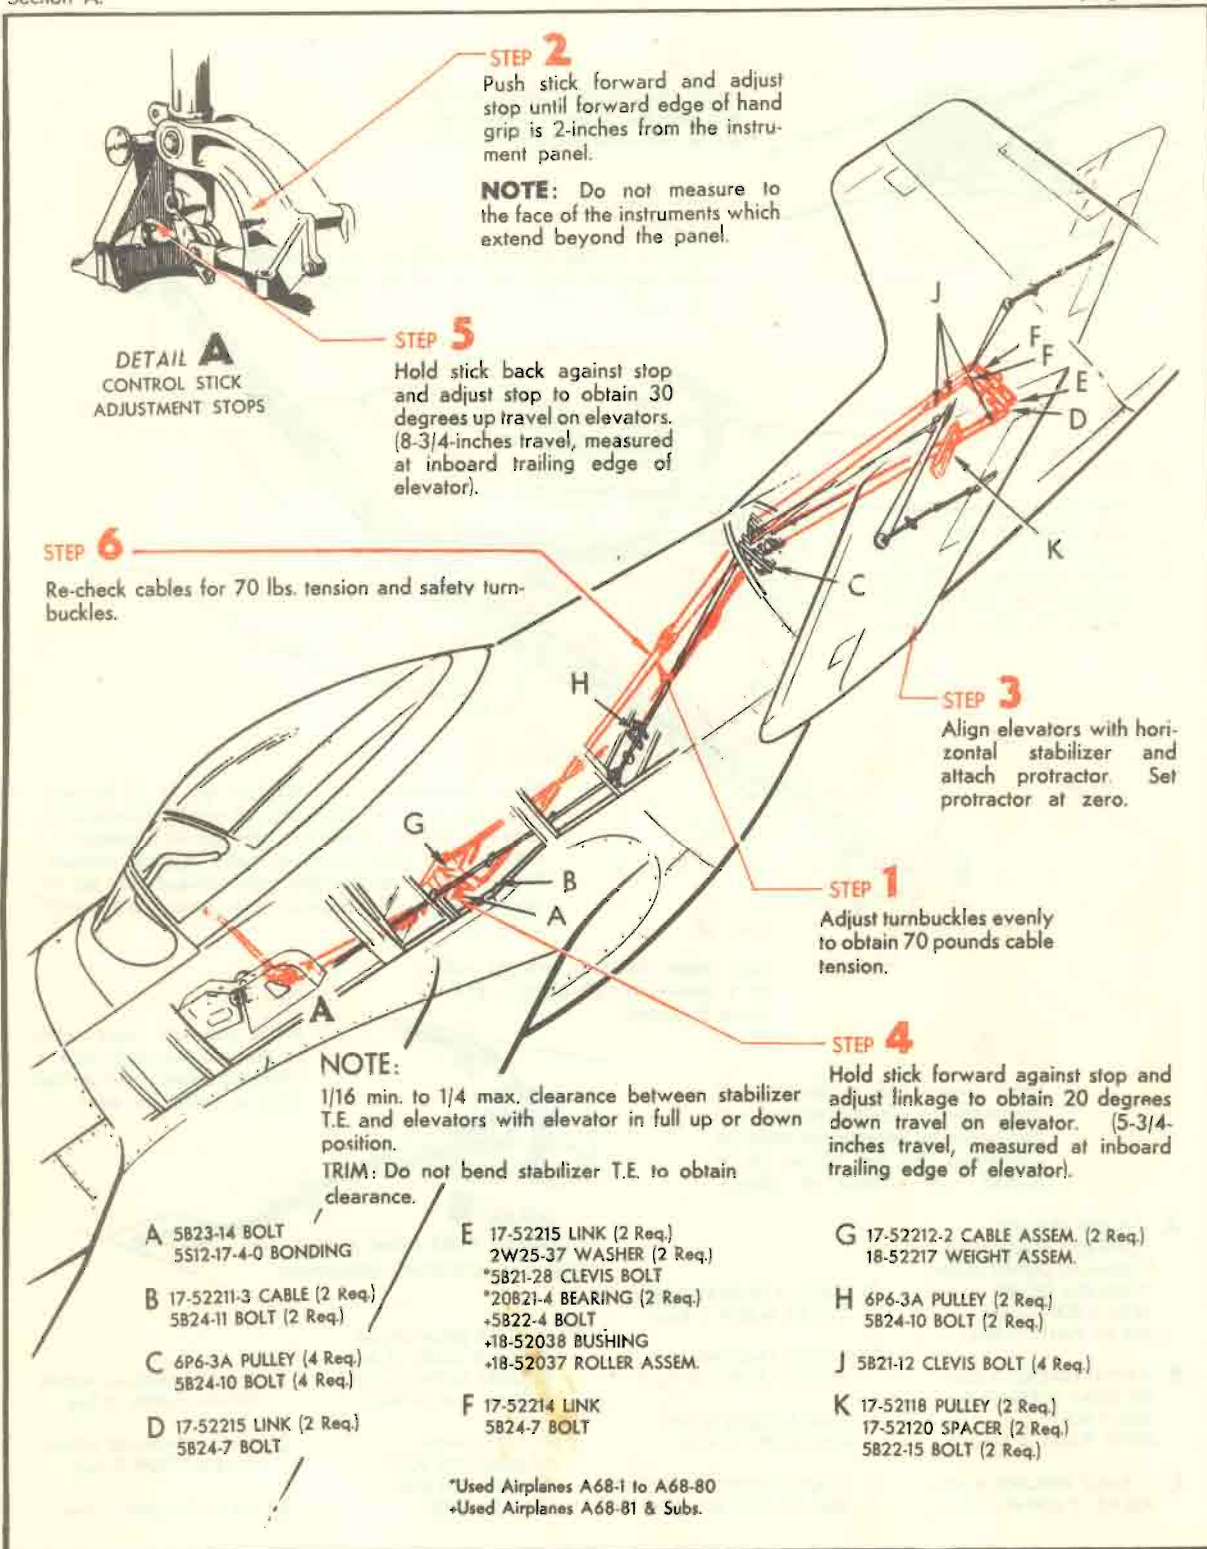 Section A.
STEP 2
Push stick forward and adjust
stop until forward edge of hand
grip is 2-inches from the instru-
ment panel.
NOTE: Do not measure to
the face of the instruments which
extend beyond the panel.
STEP 5
Hold stick back against stop
and adjust stop to obtain 30
degrees up travel on elevators.
(8-3/4-inches travel, measured
at inboard trailing edge of
elevator).
DETAIL A
CONTROL STICK
ADJUSTMENT STOPS
J
F
F
E
D
K
C
STEP 6
Re-check cables for 70 lbs. tension and safety turn-
buckles.
H
STEP 3
Align elevators with hori-
zontal stabilizer and
attach protractor. Set
protractor at zero.
G
B
A
STEP 1
Adjust turnbuckles evenly
to obtain 70 pounds cable
tension.
A
STEP 4
Hold stick forward against stop and
adjust linkage to obtain 20 degrees
down travel on elevator. (5-3/4-
inches travel, measured at inboard
trailing edge of elevator).
NOTE:
1/16 min. to 1/4 max. clearance between stabilizer
T.E. and elevators with elevator in full up or down
position.
TRIM: Do not bend stabilizer T.E. to obtain
clearance.
A 5B23-14 BOLT
5S12-17-4-0 BONDING
B 17-52211-3 CABLE (2 Req.)
5B24-11 BOLT (2 Req.)
C 6P6-3A PULLEY (4 Req.)
5B24-10 BOLT (4 Req.)
D 17-52215 LINK (2 Req.)
5B24-7 BOLT
E 17-52215 LINK (2 Req.)
2W25-37 WASHER (2 Req.)
*5B21-28 CLEVIS BOLT
*20B21-4 BEARING (2 Req.)
+5B22-4 BOLT
+18-52038 BUSHING
+18-52037 ROLLER ASSEM.
F 17-52214 LINK
5B24-7 BOLT
G 17-52212-2 CABLE ASSEM. (2 Req.)
18-52217 WEIGHT ASSEM.
H 6P6-3A PULLEY (2 Req.)
5B24-10 BOLT (2 Req.)
J 5B21-12 CLEVIS BOLT (4 Req.)
K 17-52118 PULLEY (2 Req.)
17-52120 SPACER (2 Req.)
5B22-15 BOLT (2 Req.)
*Used Airplanes A68-1 to A68-80
+Used Airplanes A68-81 & Subs.